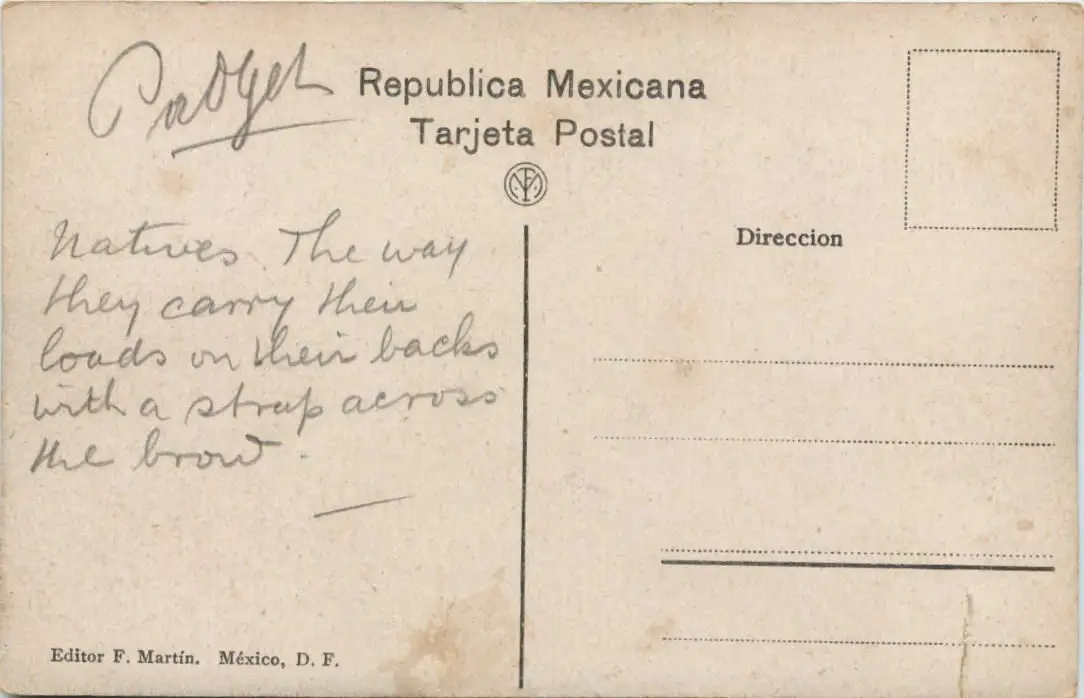 Padget
Republica Mexicana
Tarjeta Postal
Natives. The way
they carry their
loads on their backs
with a strap across
the brow.
Direccion
Editor F. Martín. México, D. F.